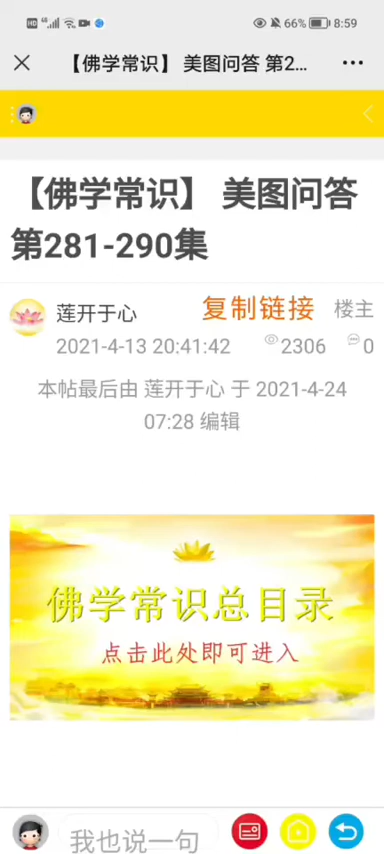 HD 4G 66% 8:59
【佛学常识】 美图问答 第2...
【佛学常识】 美图问答
第281-290集
莲开于心
复制链接 楼主
2021-4-13 20:41:42 2306 0
本帖最后由 莲开于心 于 2021-4-24
07:28 编辑
佛学常识总目录
点击此处即可进入
我也说一句